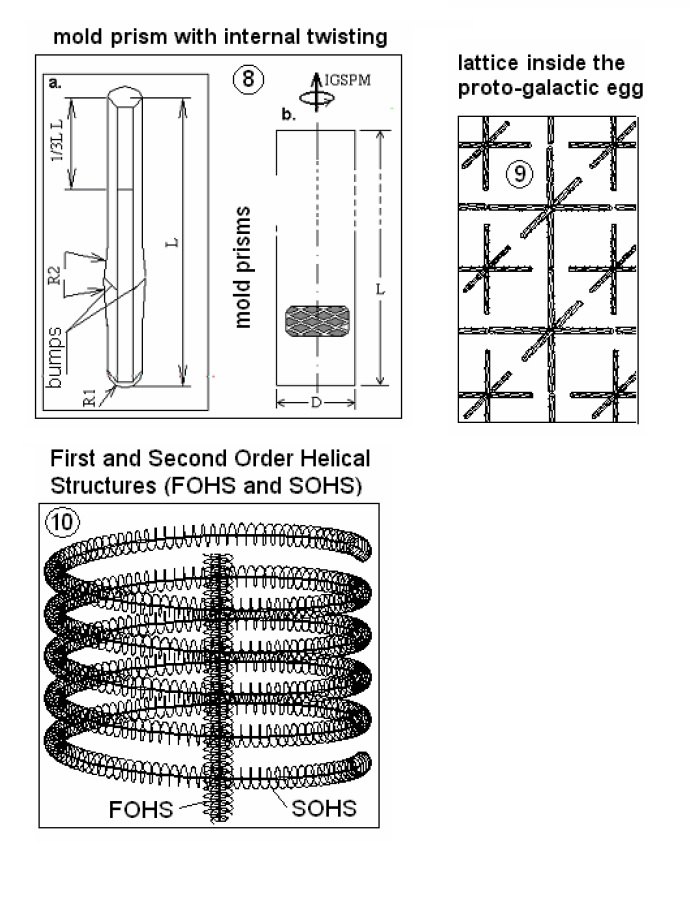 mold prism with internal twisting
a.
8
IGSPM
b.
1/3L L
L
R2
bumps
R1
mold prisms
L
D
lattice inside the
proto-galactic egg
9
First and Second Order Helical
Structures (FOHS and SOHS)
10
FOHS
SOHS